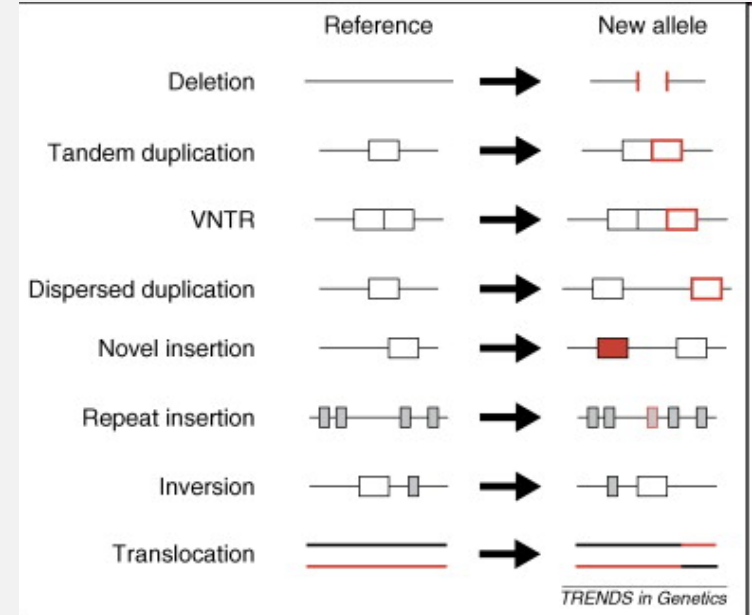 Reference New allele
Deletion
Tandem duplication
VNTR
Dispersed duplication
Novel insertion
Repeat insertion
Inversion
Translocation
TRENDS in Genetics